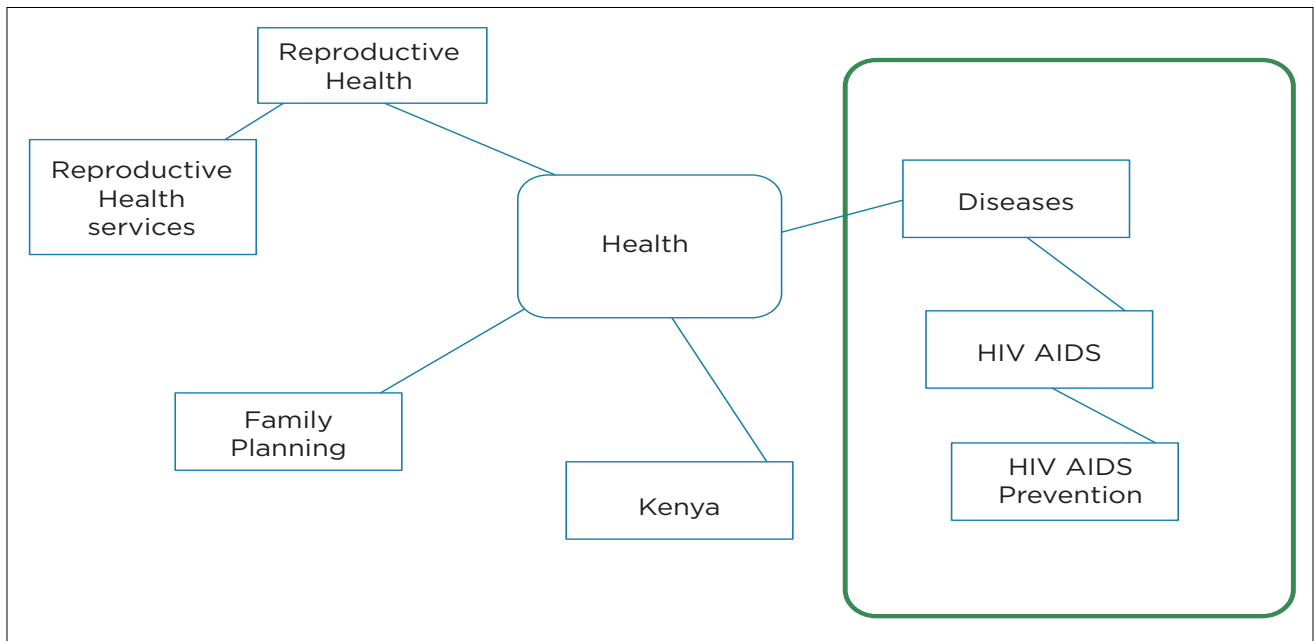 Reproductive
Health
Reproductive
Health
services
Health
Diseases
HIV AIDS
Family
Planning
HIV AIDS
Prevention
Kenya